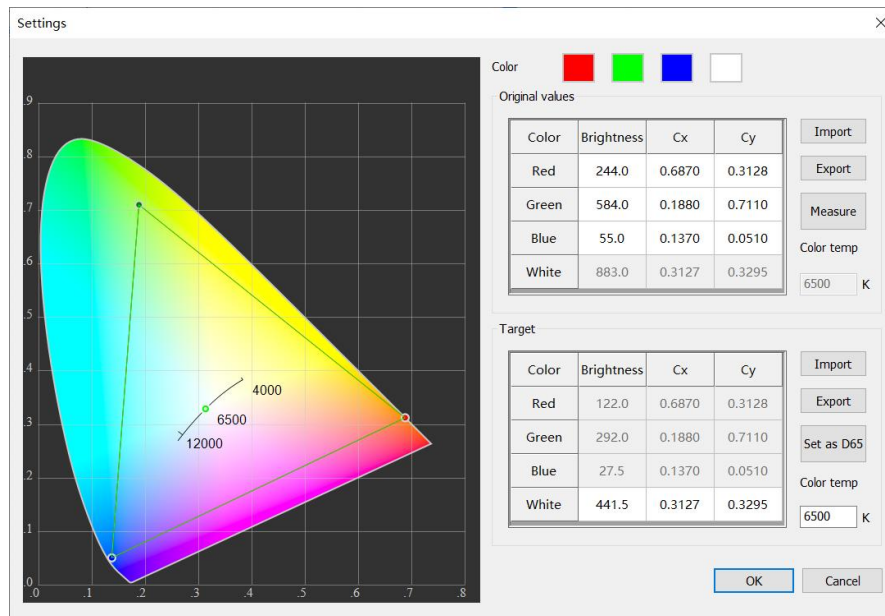 Settings
Color
Original values
Color Brightness Cx Cy
Red 244.0 0.6870 0.3128
Green 584.0 0.1880 0.7110
Blue 55.0 0.1370 0.0510
White 883.0 0.3127 0.3295
Import
Export
Measure
Color temp
6500 K
Target
Color Brightness Cx Cy
Red 122.0 0.6870 0.3128
Green 292.0 0.1880 0.7110
Blue 27.5 0.1370 0.0510
White 441.5 0.3127 0.3295
Import
Export
Set as D65
Color temp
6500 K
.9
.8
.7
.6
.5
.4
.3
.2
.1
.0
.0 .1 .2 .3 .4 .5 .6 .7 .8
4000
6500
12000
OK Cancel